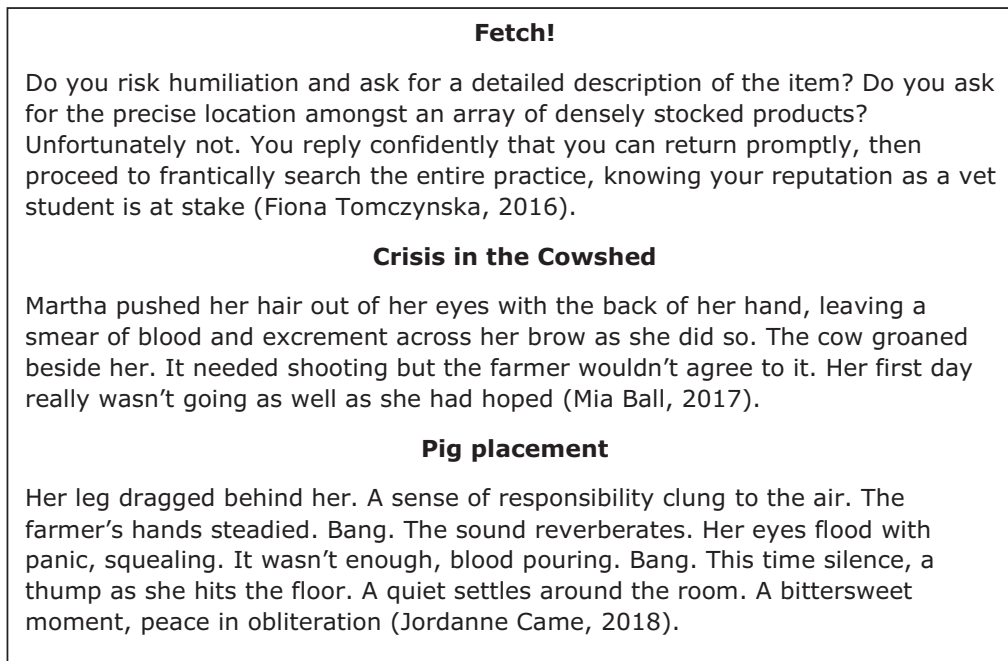 Fetch!
Do you risk humiliation and ask for a detailed description of the item? Do you ask
for the precise location amongst an array of densely stocked products?
Unfortunately not. You reply confidently that you can return promptly, then
proceed to frantically search the entire practice, knowing your reputation as a vet
student is at stake (Fiona Tomczynska, 2016).
Crisis in the Cowshed
Martha pushed her hair out of her eyes with the back of her hand, leaving a
smear of blood and excrement across her brow as she did so. The cow groaned
beside her. It needed shooting but the farmer wouldn’t agree to it. Her first day
really wasn’t going as well as she had hoped (Mia Ball, 2017).
Pig placement
Her leg dragged behind her. A sense of responsibility clung to the air. The
farmer’s hands steadied. Bang. The sound reverberates. Her eyes flood with
panic, squealing. It wasn’t enough, blood pouring. Bang. This time silence, a
thump as she hits the floor. A quiet settles around the room. A bittersweet
moment, peace in obliteration (Jordanne Came, 2018).